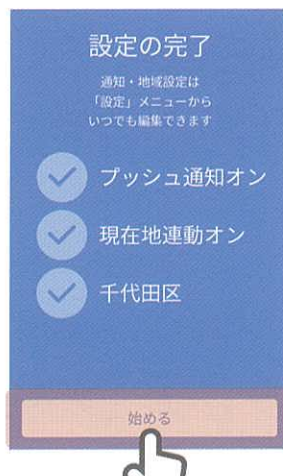 設定の完了
通知・地域設定は
「設定」メニューから
いつでも編集できます
プッシュ通知オン
現在地連動オン
千代田区
始める